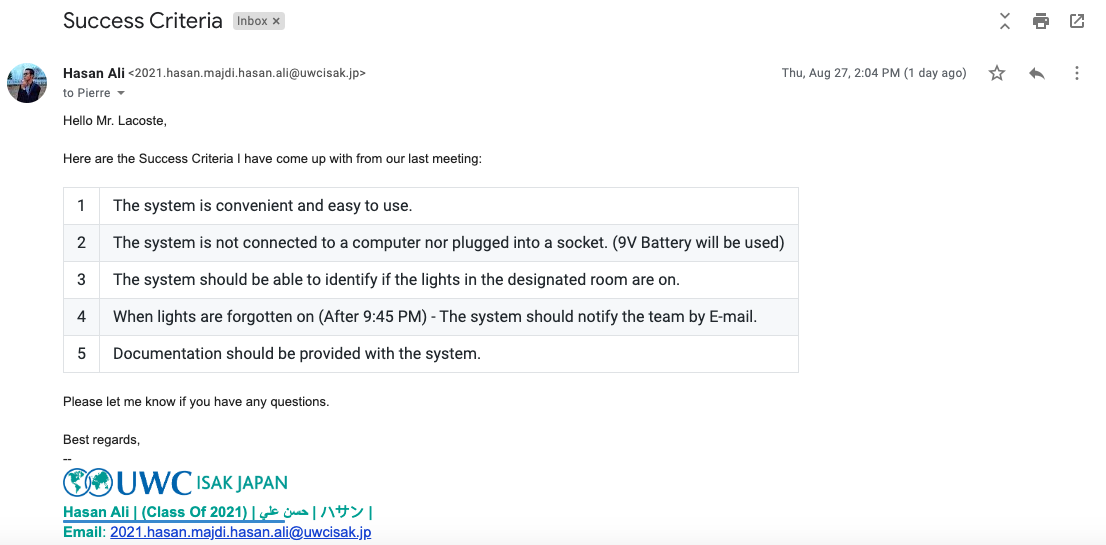 Success Criteria Inbox ×
Hasan Ali <2021.hasan.majdi.hasan.ali@uwcisak.jp>
Thu, Aug 27, 2:04 PM (1 day ago)
to Pierre
Hello Mr. Lacoste,
Here are the Success Criteria I have come up with from our last meeting:
1 The system is convenient and easy to use.
2 The system is not connected to a computer nor plugged into a socket. (9V Battery will be used)
3 The system should be able to identify if the lights in the designated room are on.
4 When lights are forgotten on (After 9:45 PM) - The system should notify the team by E-mail.
5 Documentation should be provided with the system.
Please let me know if you have any questions.
Best regards,
--
UWC ISAK JAPAN
Hasan Ali | (Class Of 2021) | حسن علي | ハサン |
Email: 2021.hasan.majdi.hasan.ali@uwcisak.jp